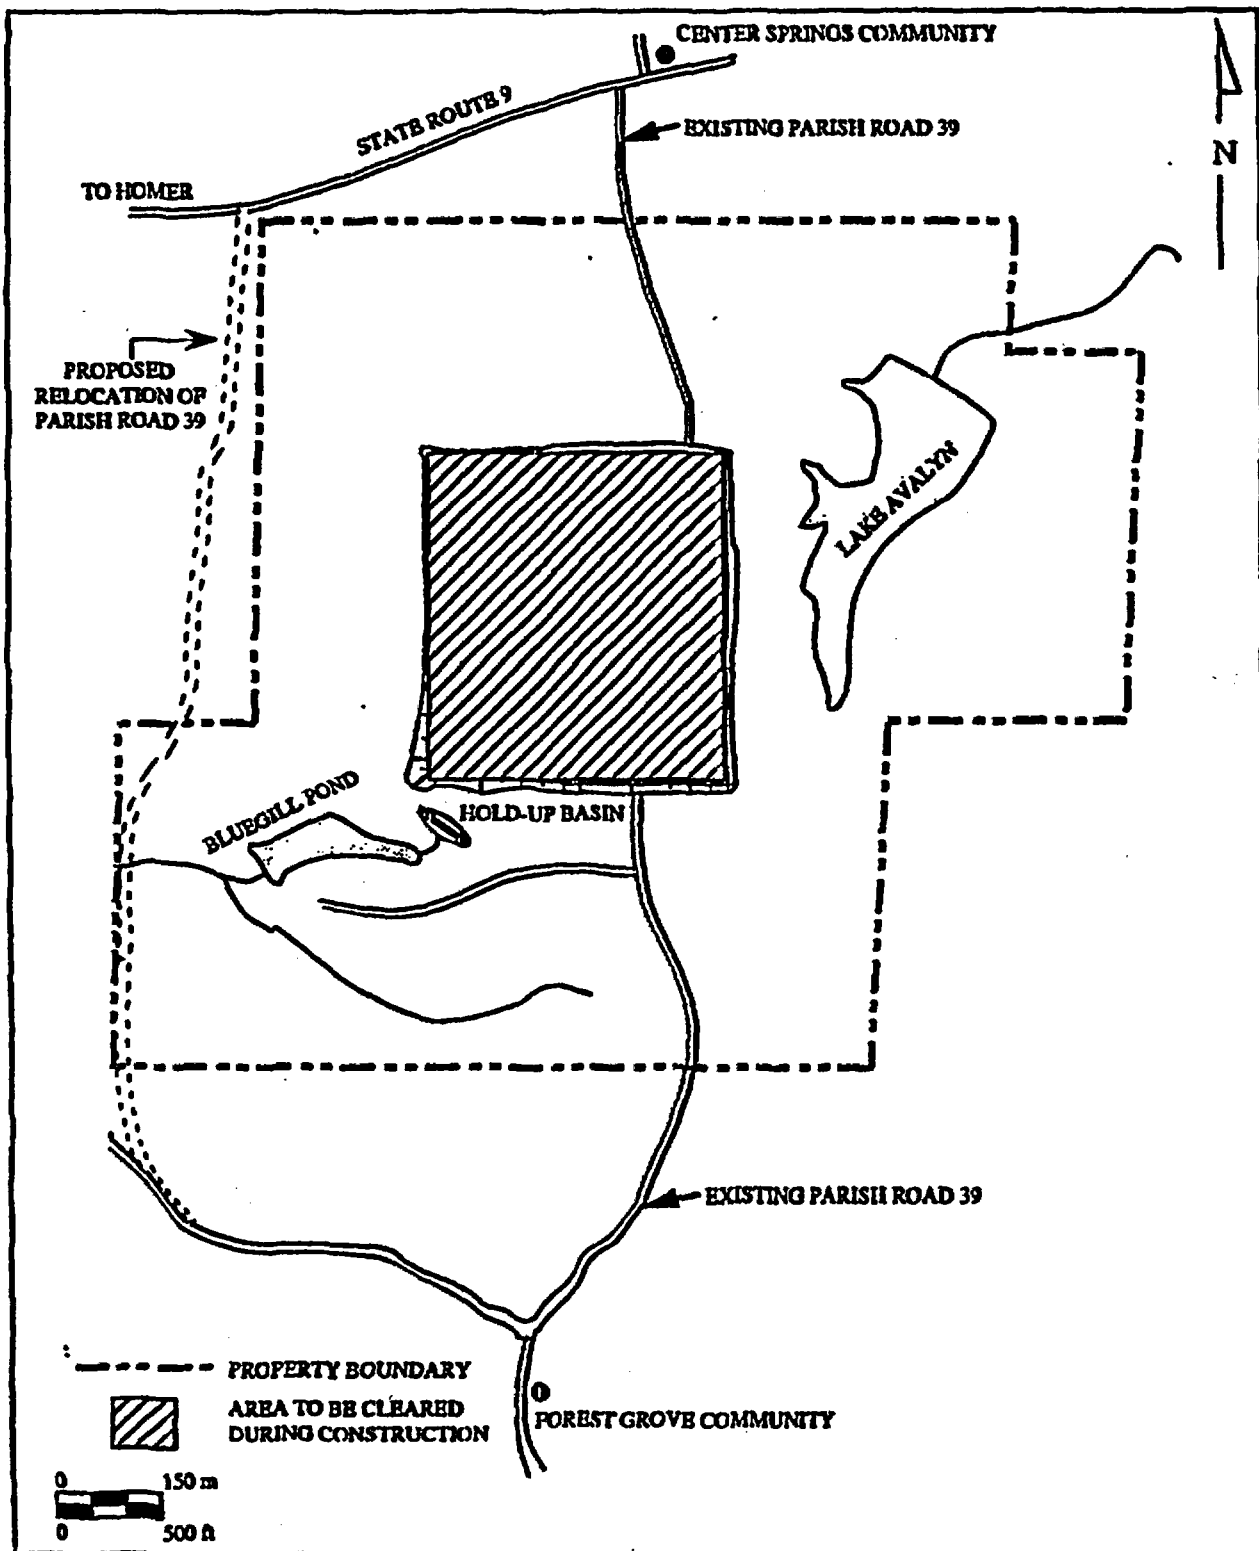 CENTER SPRINGS COMMUNITY
STATE ROUTE 9
EXISTING PARISH ROAD 39
N
TO HOMER
PROPOSED
RELOCATION OF
PARISH ROAD 39
LAKE AVALYN
BLUEGILL POND
HOLD-UP BASIN
EXISTING PARISH ROAD 39
PROPERTY BOUNDARY
AREA TO BE CLEARED
DURING CONSTRUCTION
FOREST GROVE COMMUNITY
0 150 m
0 500 ft